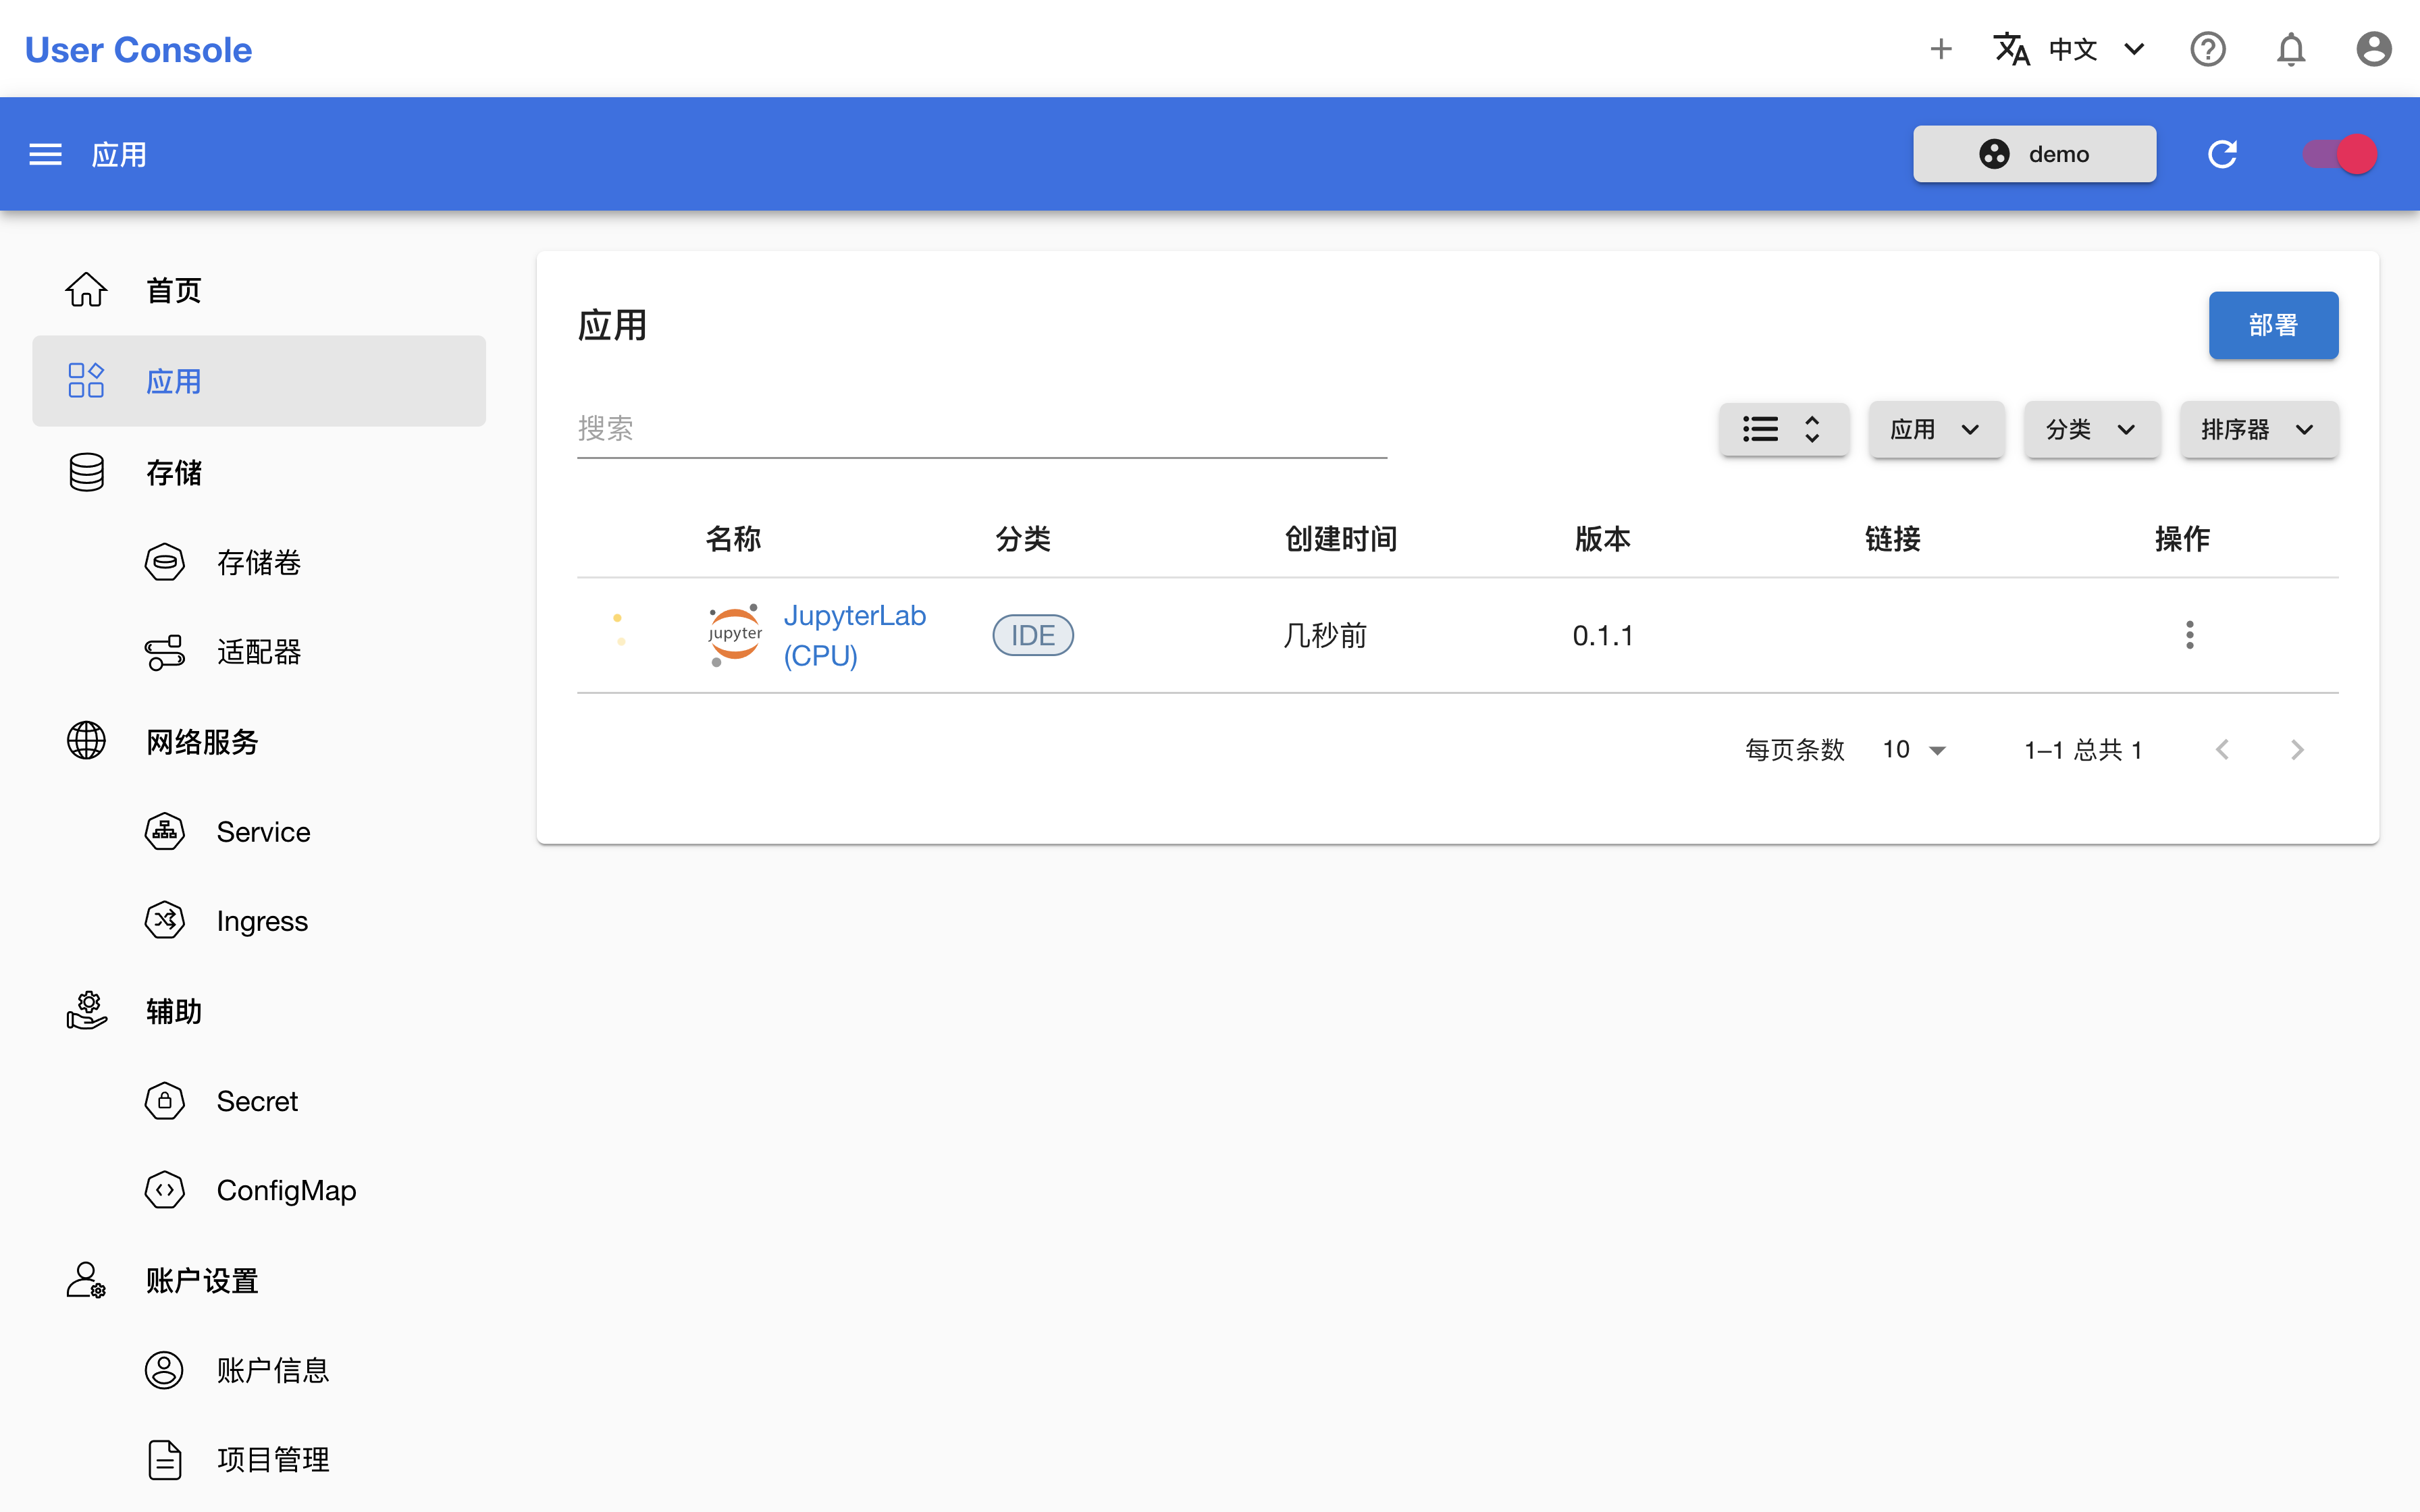 User Console
中文
应用
demo
首页
应用
存储
存储卷
适配器
网络服务
Service
Ingress
辅助
Secret
ConfigMap
账户设置
账户信息
项目管理
应用
部署
搜索
应用
分类
排序器
名称 分类 创建时间 版本 链接 操作
jupyter
JupyterLab
(CPU)
IDE
几秒前
0.1.1
每页条数 10 1–1 总共 1